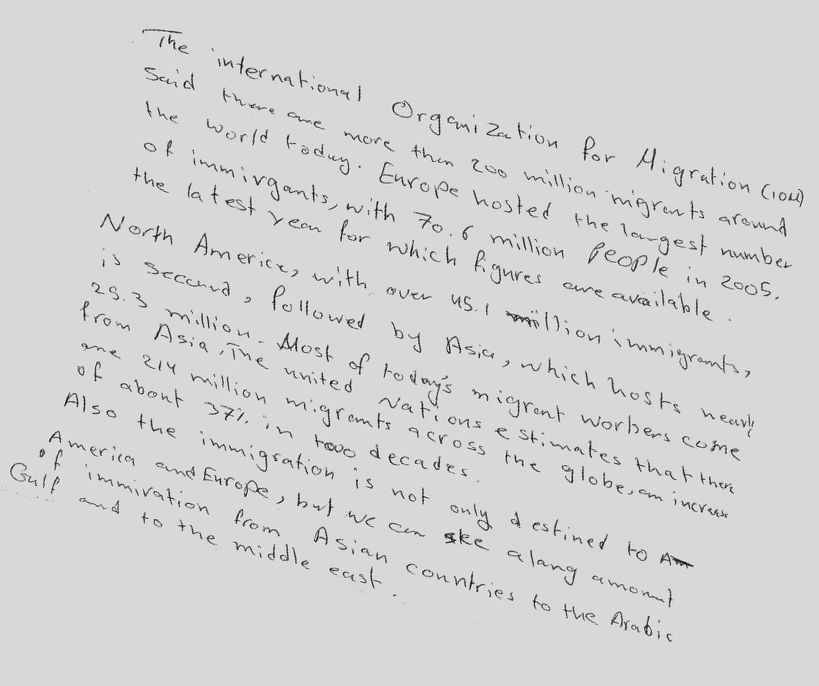 The international Organization for Migration (IOM)
Said there are more than 200 million migrants around
the world today. Europe hosted the largest number
of immirgants, with 70.6 million People in 2005,
the latest year for which figures are available.
North America, with over 45.1 million immigrants,
is second, followed by Asia, which hosts nearly
25.3 million. Most of today's migrant workers come
from Asia. The united Nations estimates that there
are 214 million migrants across the globe, an increase
of about 37% in two decades.
Also the immigration is not only destined to
America and Europe, but we can see alang amount
of immivation from Asian countries to the Arabic
Gulf and to the middle east.